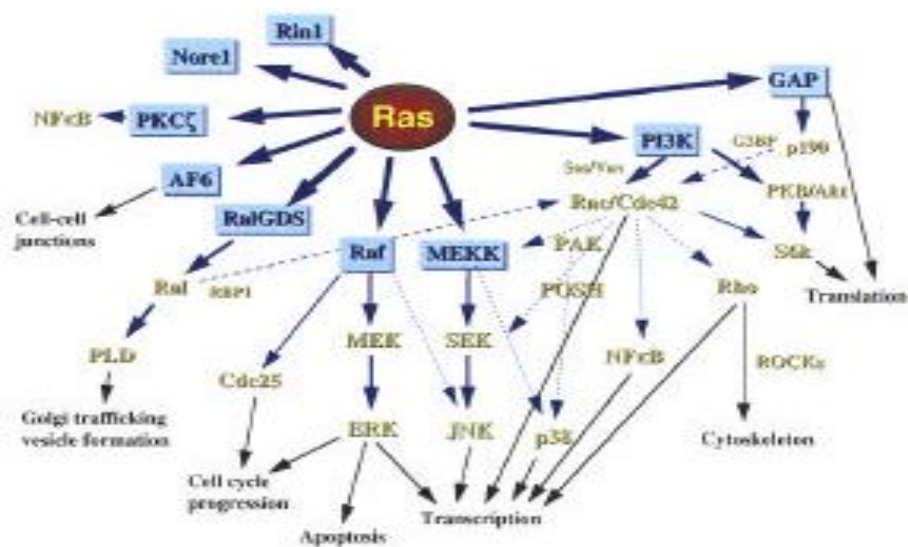 Rin1
Nore1
GAP
Ras
NFκB
PKCζ
PI3K
G3BP
p190
AF6
Sos/Vav
PKB/Akt
Cell-cell
junctions
RalGDS
Rac/Cdc42
Raf
MEKK
PAK
S6k
Ral
RBP1
POSH
Rho
Translation
MEK
SEK
NFκB
PLD
Cdc25
ROCKs
Golgi trafficking
vesicle formation
ERK
JNK
p38
Cytoskeleton
Cell cycle
progression
Transcription
Apoptosis